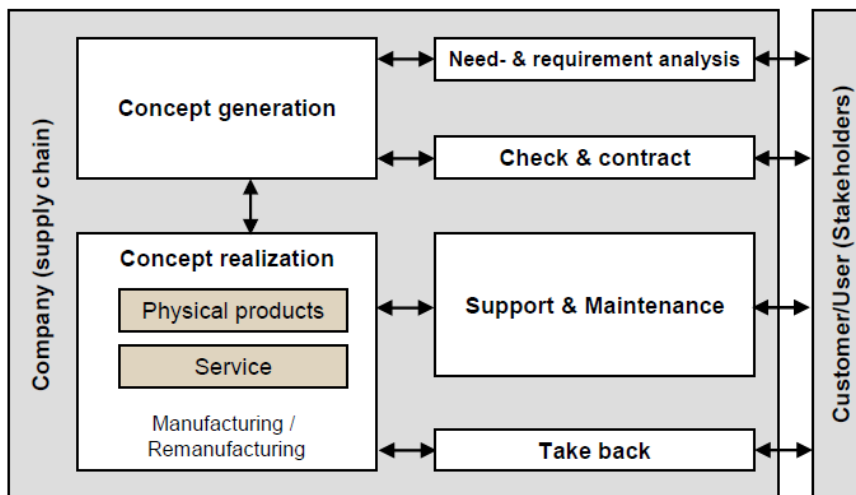 Company (supply chain)
Concept generation
Need- & requirement analysis
Check & contract
Concept realization
Physical products
Service
Manufacturing /
Remanufacturing
Support & Maintenance
Take back
Customer/User (Stakeholders)